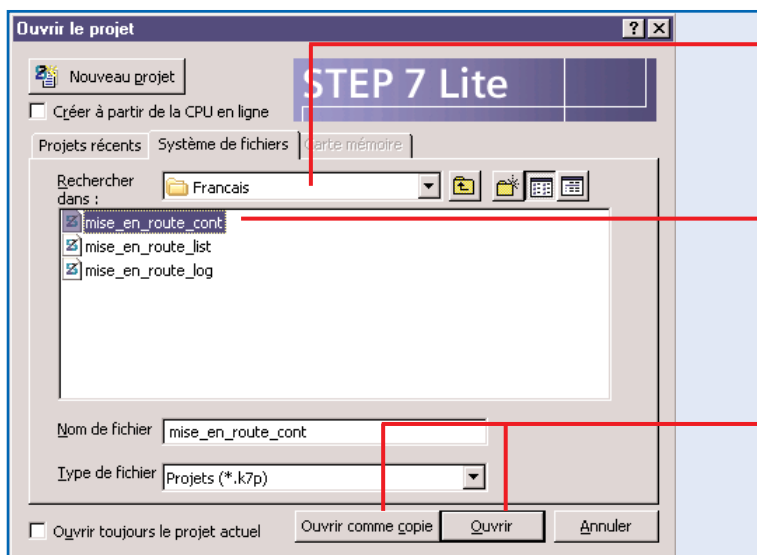 Ouvrir le projet
Nouveau projet
STEP 7 Lite
Créer à partir de la CPU en ligne
Projets récents Système de fichiers Carte mémoire
Rechercher dans : Francais
mise_en_route_cont
mise_en_route_list
mise_en_route_log
Nom de fichier mise_en_route_cont
Type de fichier Projets (*.k7p)
Ouvrir toujours le projet actuel Ouvrir comme copie Ouvrir Annuler